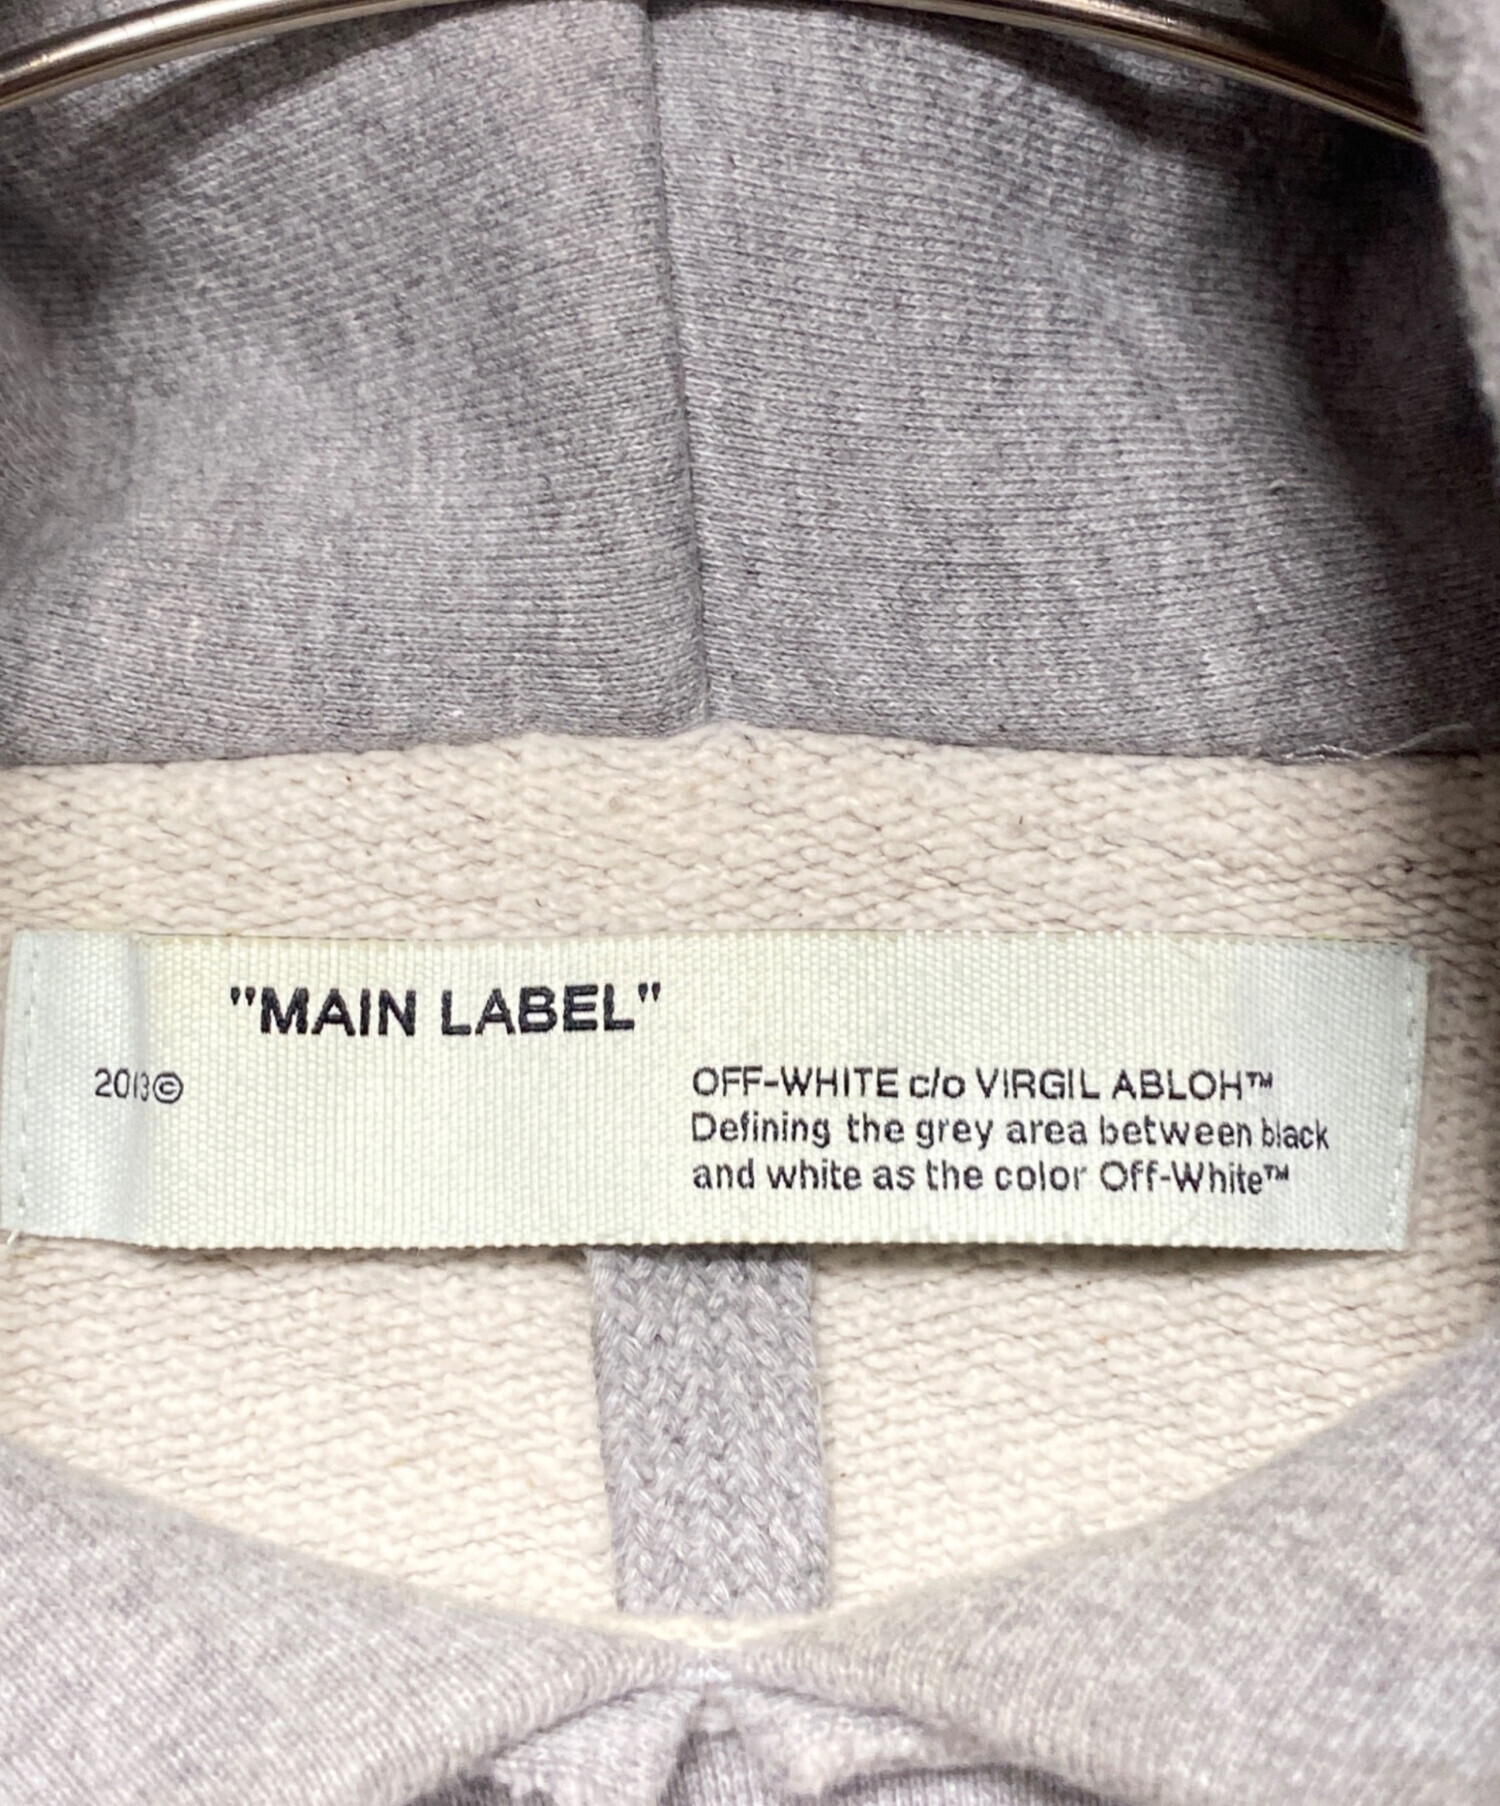 "MAIN LABEL"
2013©
OFF-WHITE c/o VIRGIL ABLOH™
Defining the grey area between black
and white as the color Off-White™